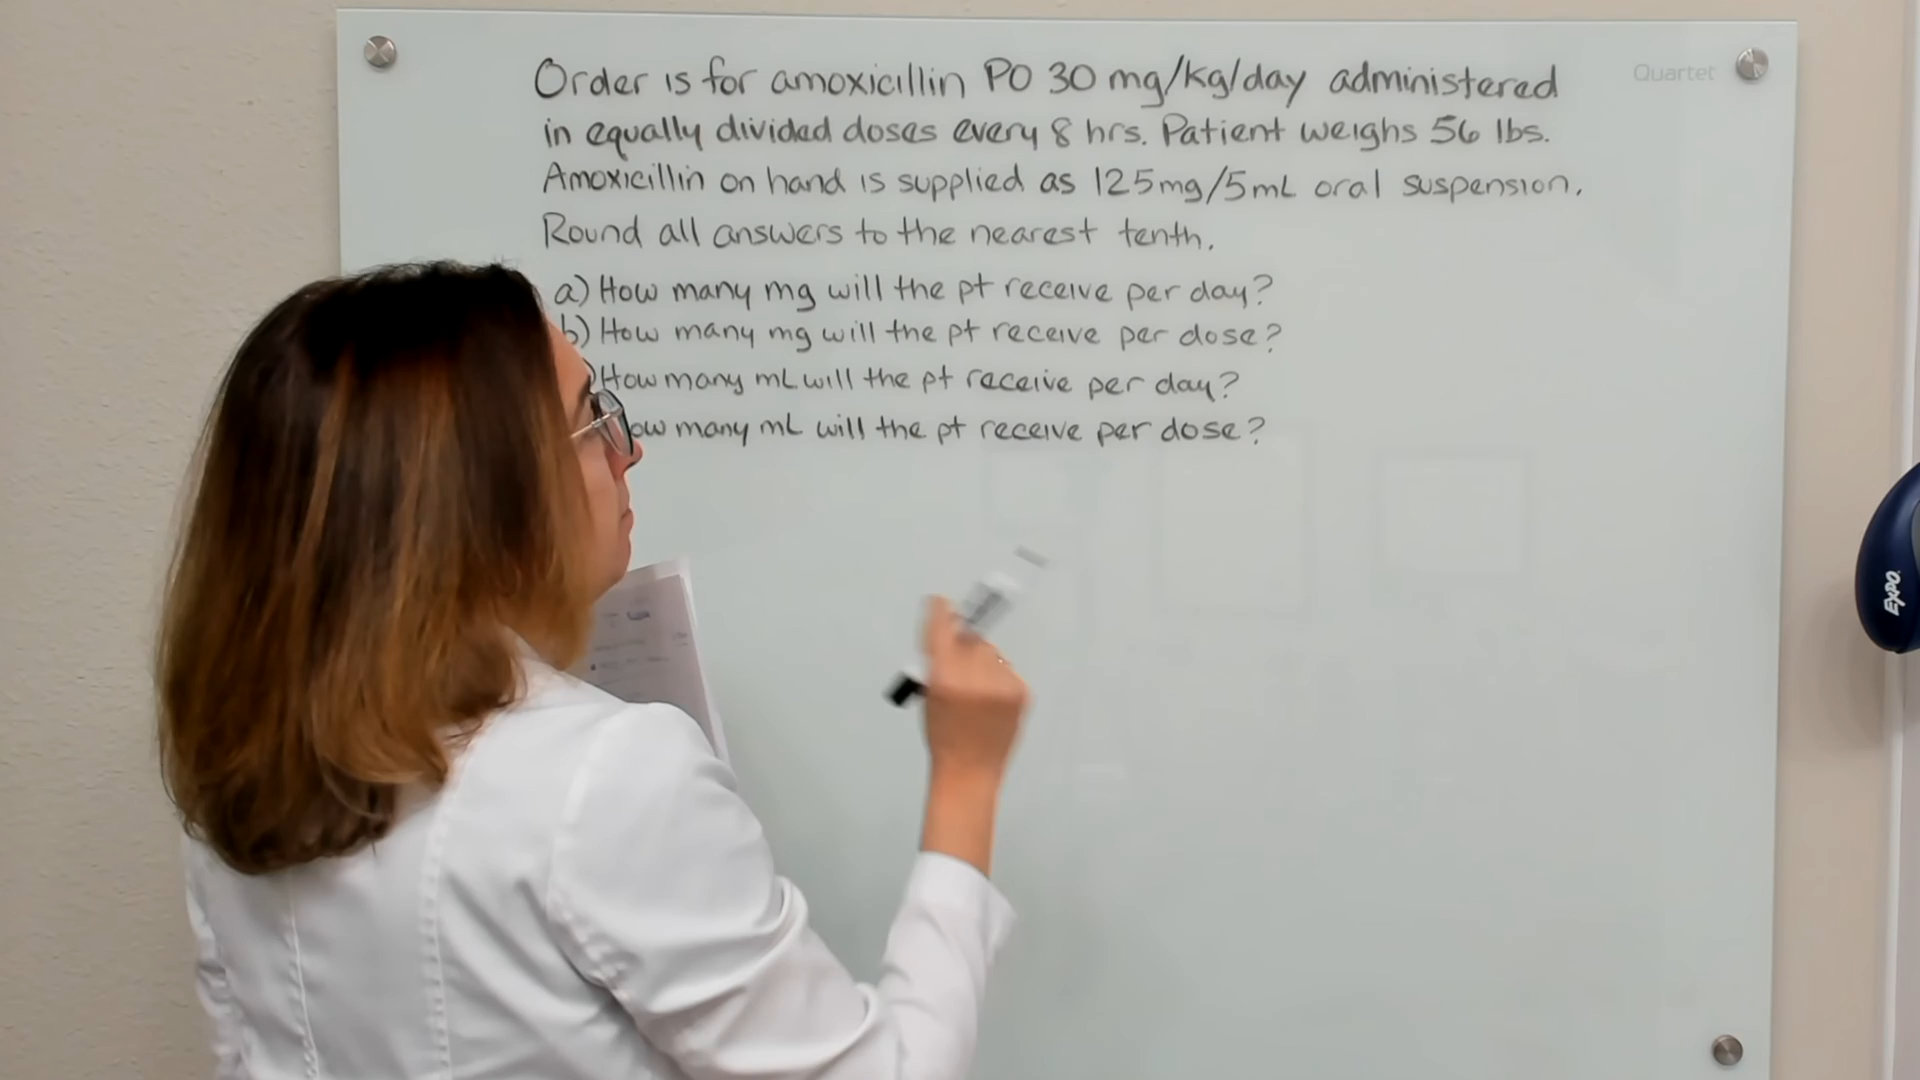 Order is for amoxicillin PO 30 mg/kg/day administered
in equally divided doses every 8 hrs. Patient weighs 56 lbs.
Amoxicillin on hand is supplied as 125mg/5mL oral suspension.
Round all answers to the nearest tenth.
a) How many mg will the pt receive per day?
b) How many mg will the pt receive per dose?
) How many mL will the pt receive per day?
ow many mL will the pt receive per dose?
Quartet
EXPO